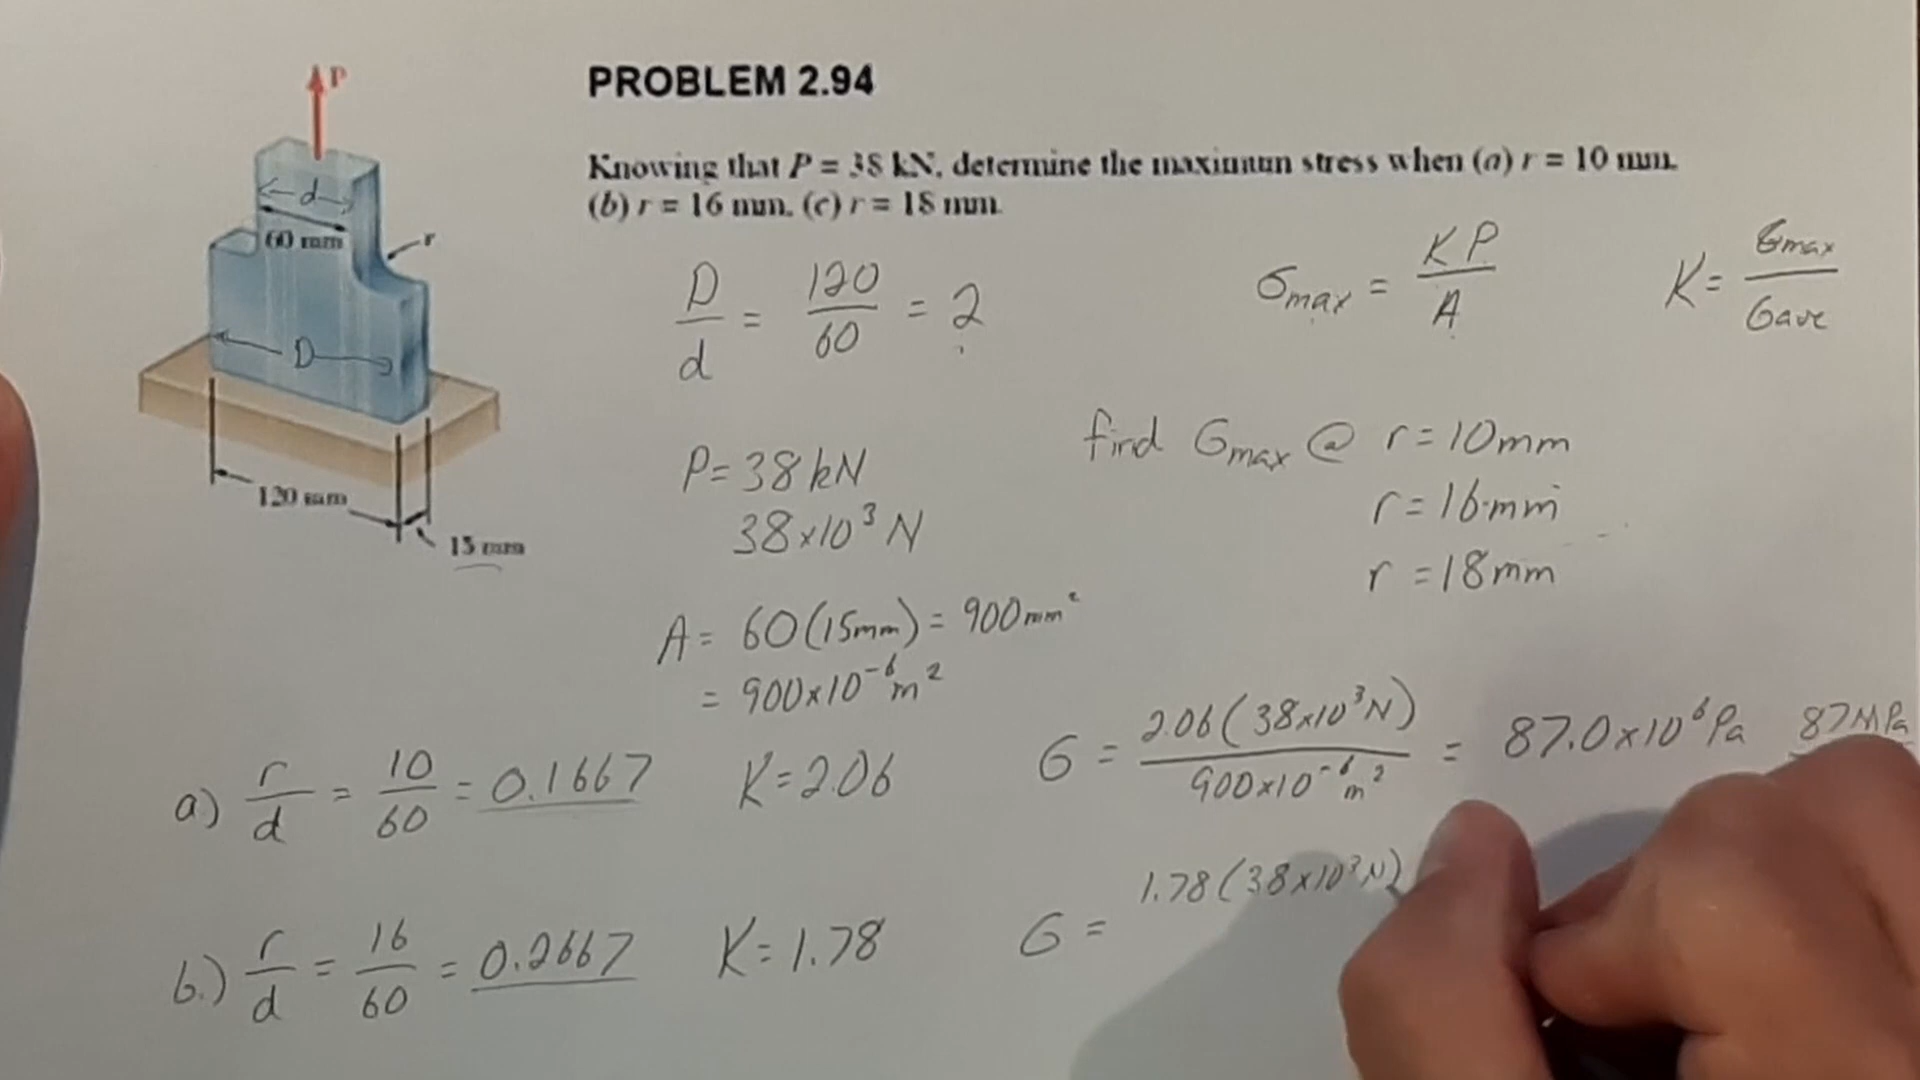 PROBLEM 2.94
Knowing that P = 38 kN, determine the maximum stress when (a) r = 10 mm,
(b) r = 16 mm, (c) r = 18 mm.
P
d
60 mm
r
D
120 mm
15 mm
D/d = 120/60 = 2
σmax = KP/A
K = σmax/σave
P = 38 kN
38×10³ N
find σmax @ r = 10mm
r = 16mm
r = 18mm
A = 60(15mm) = 900mm²
= 900×10⁻⁶ m²
a) r/d = 10/60 = 0.1667 K = 2.06 σ = 2.06(38×10³N)/900×10⁻⁶m² = 87.0×10⁶ Pa 87MPa
b.) r/d = 16/60 = 0.2667 K = 1.78 σ = 1.78(38×10³N)